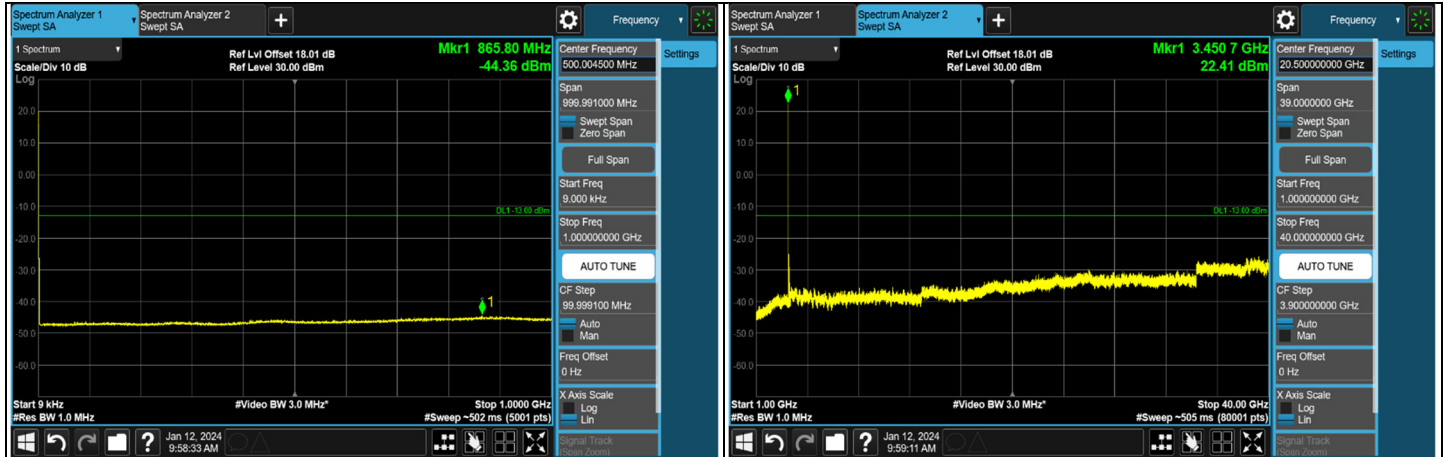 Spectrum Analyzer 1
Swept SA
Spectrum Analyzer 2
Swept SA
Frequency
1 Spectrum
Scale/Div 10 dB
Log
Ref Lvl Offset 18.01 dB
Ref Level 30.00 dBm
Mkr1 865.80 MHz
-44.36 dBm
20.0
10.0
0.00
-10.0
-20.0
-30.0
-40.0
-50.0
-60.0
DL1 -13.00 dBm
1
Start 9 kHz
#Res BW 1.0 MHz
#Video BW 3.0 MHz*
Stop 1.0000 GHz
#Sweep ~502 ms (5001 pts)
Center Frequency
500.004500 MHz
Settings
Span
999.991000 MHz
Swept Span
Zero Span
Full Span
Start Freq
9.000 kHz
Stop Freq
1.000000000 GHz
AUTO TUNE
CF Step
99.999100 MHz
Auto
Man
Freq Offset
0 Hz
X Axis Scale
Log
Lin
Signal Track
(Span Zoom)
?
Jan 12, 2024
9:58:33 AM
Spectrum Analyzer 1
Swept SA
Spectrum Analyzer 2
Swept SA
Frequency
1 Spectrum
Scale/Div 10 dB
Log
Ref Lvl Offset 18.01 dB
Ref Level 30.00 dBm
Mkr1 3.450 7 GHz
22.41 dBm
20.0
10.0
0.00
-10.0
-20.0
-30.0
-40.0
-50.0
-60.0
DL1 -13.00 dBm
1
Start 1.00 GHz
#Res BW 1.0 MHz
#Video BW 3.0 MHz*
Stop 40.00 GHz
#Sweep ~505 ms (80001 pts)
Center Frequency
20.500000000 GHz
Settings
Span
39.0000000 GHz
Swept Span
Zero Span
Full Span
Start Freq
1.000000000 GHz
Stop Freq
40.000000000 GHz
AUTO TUNE
CF Step
3.900000000 GHz
Auto
Man
Freq Offset
0 Hz
X Axis Scale
Log
Lin
Signal Track
(Span Zoom)
?
Jan 12, 2024
9:59:11 AM